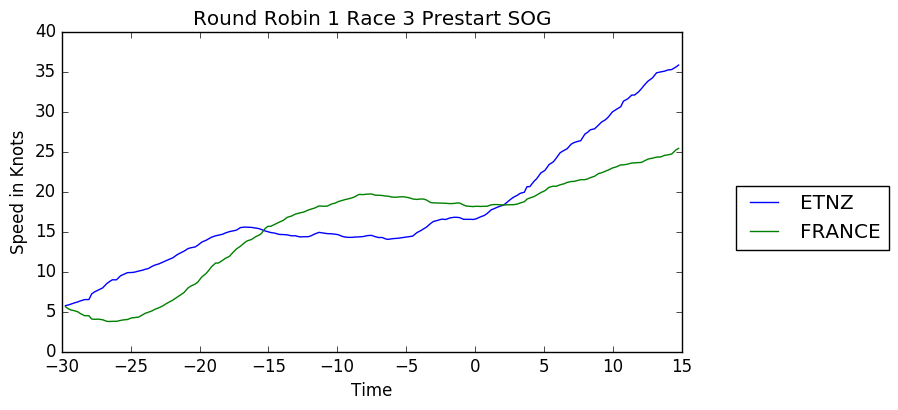 Round Robin 1 Race 3 Prestart SOG
40
35
30
25
20
15
10
5
0
Speed in Knots
−30 −25 −20 −15 −10 −5 0 5 10 15
Time
ETNZ
FRANCE